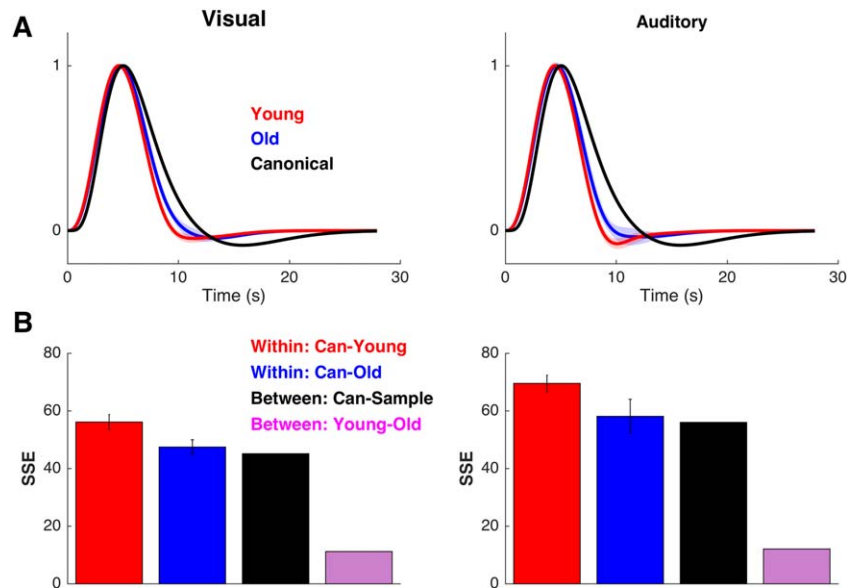 A
Visual
Auditory
1
0
Young
Old
Canonical
0
10
20
30
Time (s)
1
0
0
10
20
30
Time (s)
B
80
60
40
20
0
SSE
Within: Can-Young
Within: Can-Old
Between: Can-Sample
Between: Young-Old
80
60
40
20
0
SSE